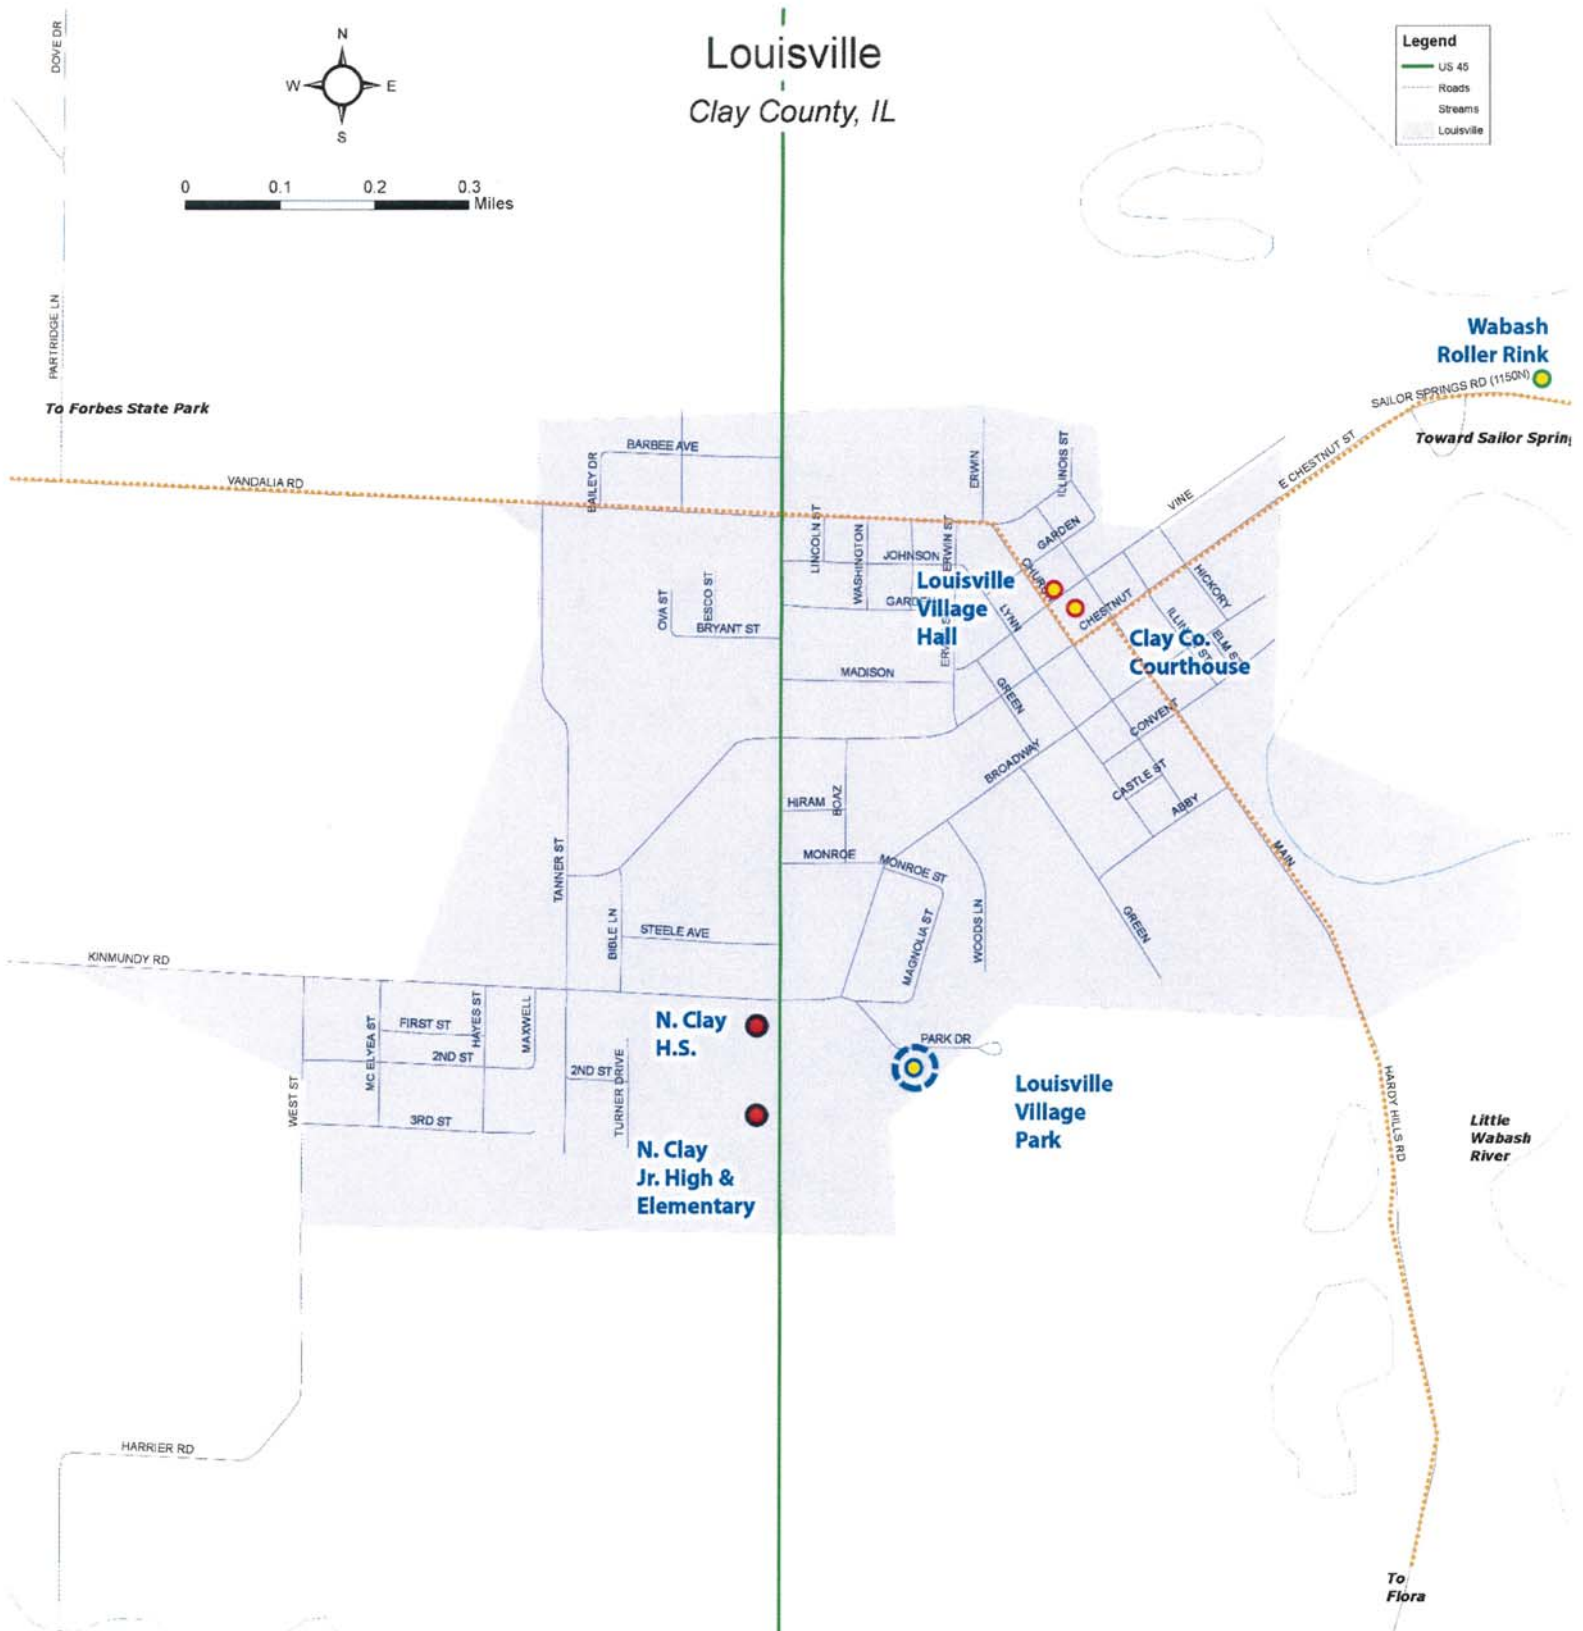 Louisville
Clay County, IL
N
W
E
S
0 0.1 0.2 0.3
Miles
Legend
US 45
Roads
Streams
Louisville
DOVE DR
PARTRIDGE LN
To Forbes State Park
VANDALIA RD
Wabash
Roller Rink
SAILOR SPRINGS RD (1150N)
Toward Sailor Spring
E CHESTNUT ST
BARBEE AVE
BAILEY DR
ERWIN
ILLINOIS ST
VINE
LINCOLN ST
WASHINGTON
JOHNSON
ERWIN ST
GARDEN
CHURCH
HICKORY
Louisville
Village
Hall
OVA ST
ESCO ST
BRYANT ST
LYNN
CHESTNUT
Clay Co.
Courthouse
ELM ST
MADISON
GREEN
CONVENT
BROADWAY
CASTLE ST
ABBY
HIRAM
BOAZ
MONROE
MONROE ST
MAIN
TANNER ST
BIBLE LN
STEELE AVE
MAGNOLIA ST
WOODS LN
GREEN
KINMUNDY RD
MC ELYEA ST
FIRST ST
HAYES ST
MAXWELL
2ND ST
WEST ST
3RD ST
2ND ST
TURNER DRIVE
N. Clay
H.S.
N. Clay
Jr. High &
Elementary
PARK DR
Louisville
Village
Park
HARDY HILLS RD
Little
Wabash
River
HARRIER RD
To
Flora